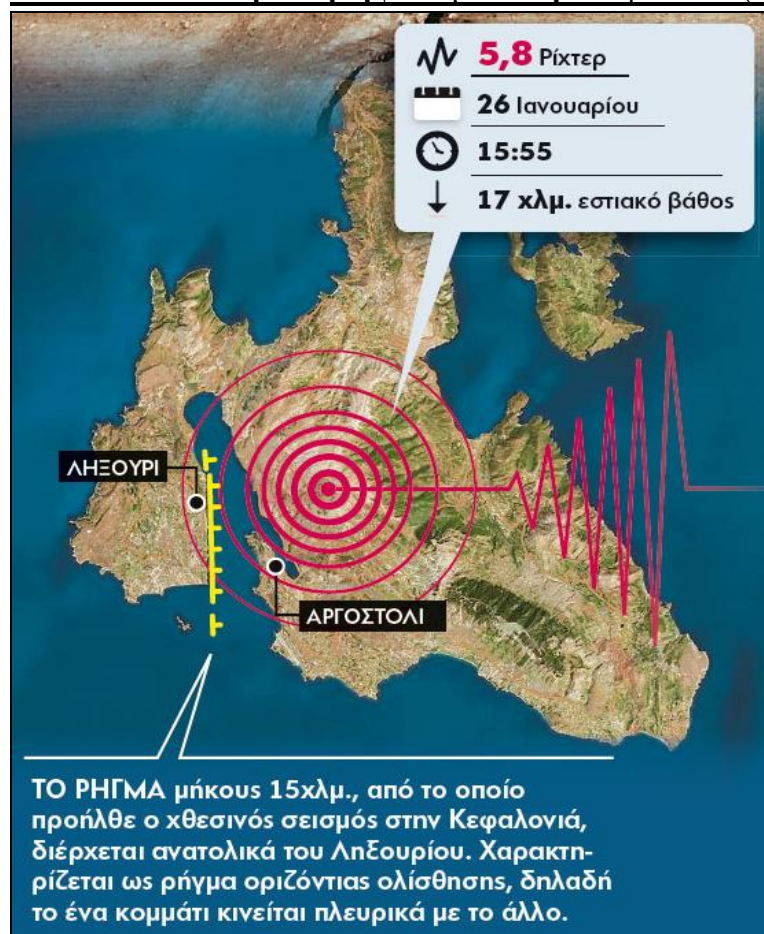 5,8 Ρίχτερ
26 Ιανουαρίου
15:55
17 χλμ. εστιακό βάθος
ΛΗΞΟΥΡΙ
ΑΡΓΟΣΤΟΛΙ
ΤΟ ΡΗΓΜΑ μήκους 15χλμ., από το οποίο
προήλθε ο χθεσινός σεισμός στην Κεφαλονιά,
διέρχεται ανατολικά του Ληξουρίου. Χαρακτη-
ρίζεται ως ρήγμα οριζόντιας ολίσθησης, δηλαδή
το ένα κομμάτι κινείται πλευρικά με το άλλο.